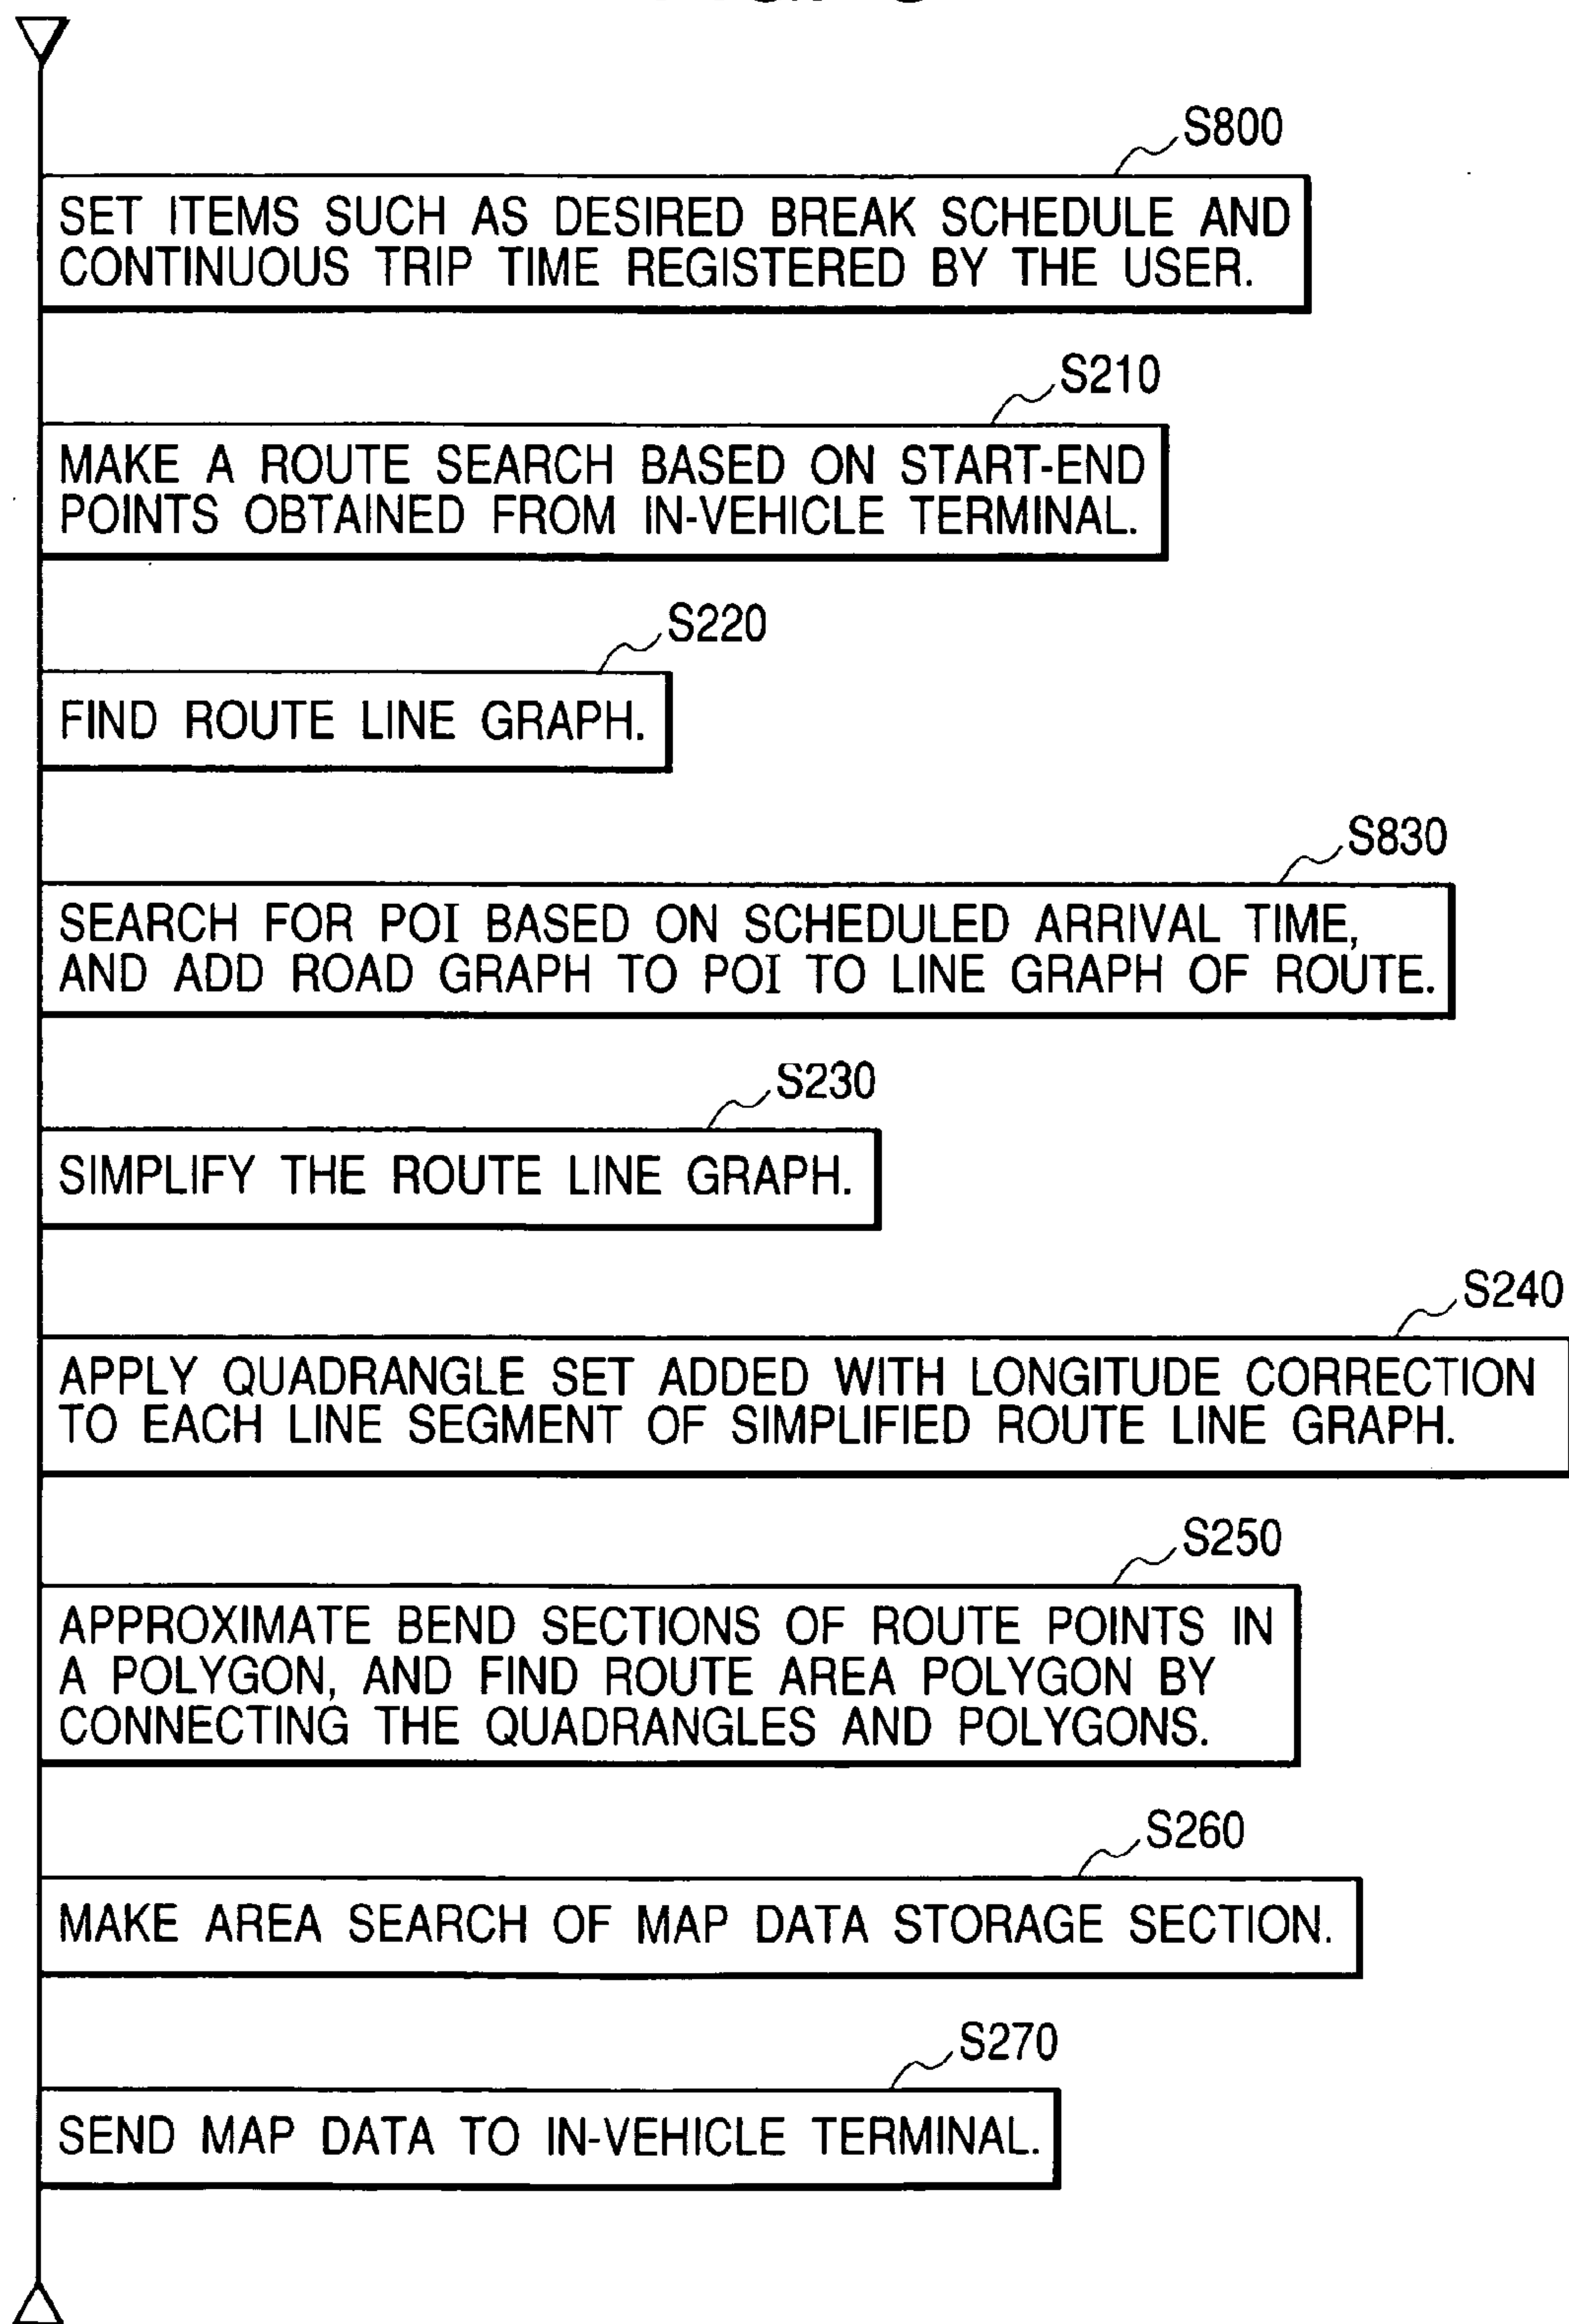 S800
SET ITEMS SUCH AS DESIRED BREAK SCHEDULE AND
CONTINUOUS TRIP TIME REGISTERED BY THE USER.
S210
MAKE A ROUTE SEARCH BASED ON START-END
POINTS OBTAINED FROM IN-VEHICLE TERMINAL.
S220
FIND ROUTE LINE GRAPH.
S830
SEARCH FOR POI BASED ON SCHEDULED ARRIVAL TIME,
AND ADD ROAD GRAPH TO POI TO LINE GRAPH OF ROUTE.
S230
SIMPLIFY THE ROUTE LINE GRAPH.
S240
APPLY QUADRANGLE SET ADDED WITH LONGITUDE CORRECTION
TO EACH LINE SEGMENT OF SIMPLIFIED ROUTE LINE GRAPH.
S250
APPROXIMATE BEND SECTIONS OF ROUTE POINTS IN
A POLYGON, AND FIND ROUTE AREA POLYGON BY
CONNECTING THE QUADRANGLES AND POLYGONS.
S260
MAKE AREA SEARCH OF MAP DATA STORAGE SECTION.
S270
SEND MAP DATA TO IN-VEHICLE TERMINAL.